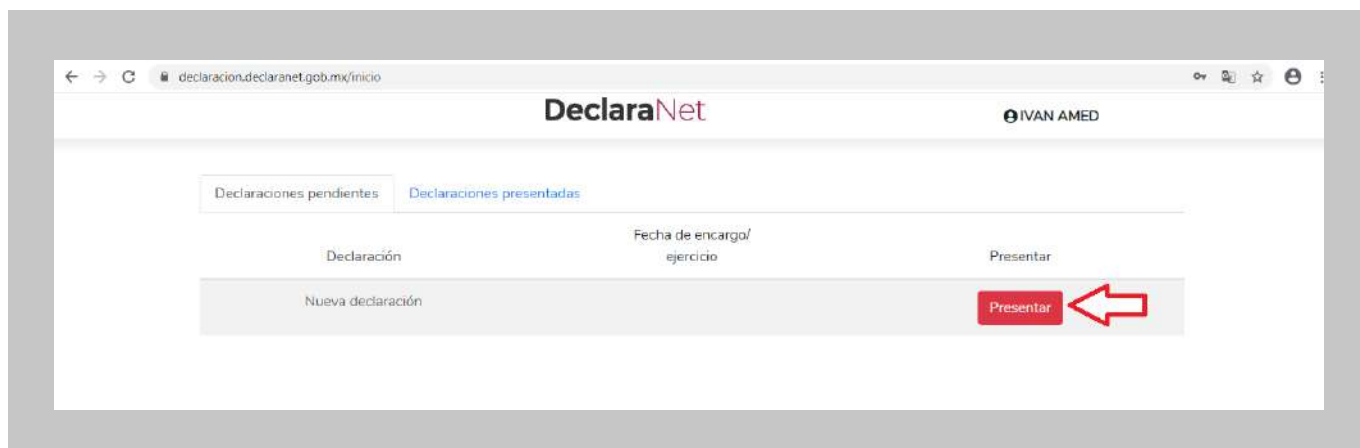 declaracion.declaranet.gob.mx/inicio
DeclaraNet
IVAN AMED
Declaraciones pendientes Declaraciones presentadas
Fecha de encargo/
Declaración ejercicio Presentar
Nueva declaración Presentar